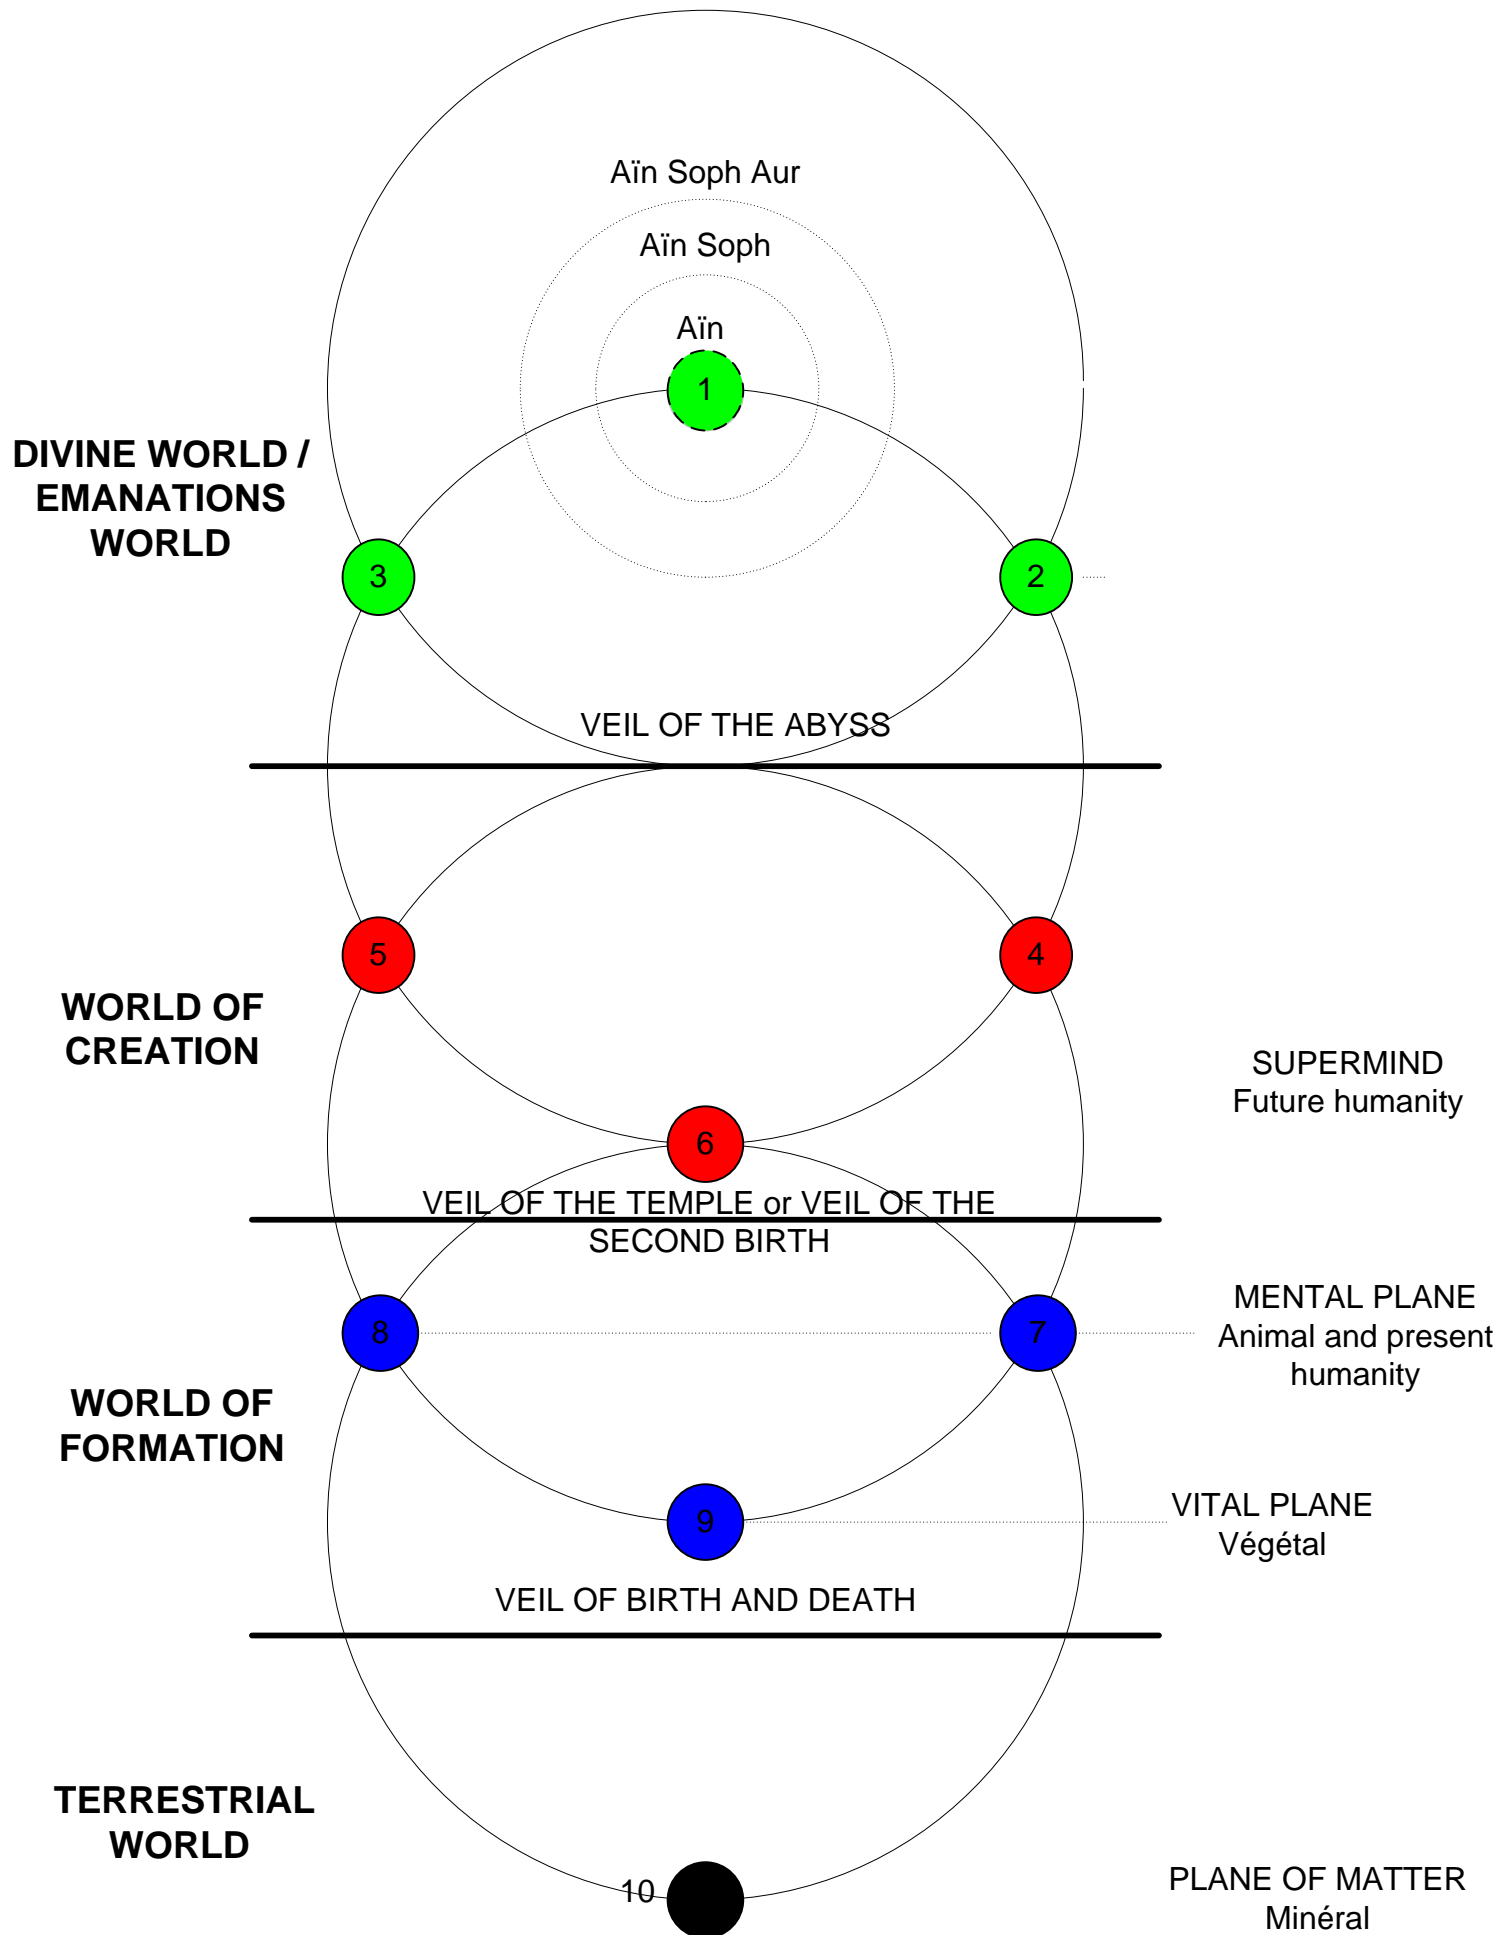 Aïn Soph Aur
Aïn Soph
Aïn
1
DIVINE WORLD /
EMANATIONS
WORLD
3
2
VEIL OF THE ABYSS
5
4
WORLD OF
CREATION
SUPERMIND
Future humanity
6
VEIL OF THE TEMPLE or VEIL OF THE
SECOND BIRTH
8
7
MENTAL PLANE
Animal and present
humanity
WORLD OF
FORMATION
9
VITAL PLANE
Végétal
VEIL OF BIRTH AND DEATH
TERRESTRIAL
WORLD
10
PLANE OF MATTER
Minéral